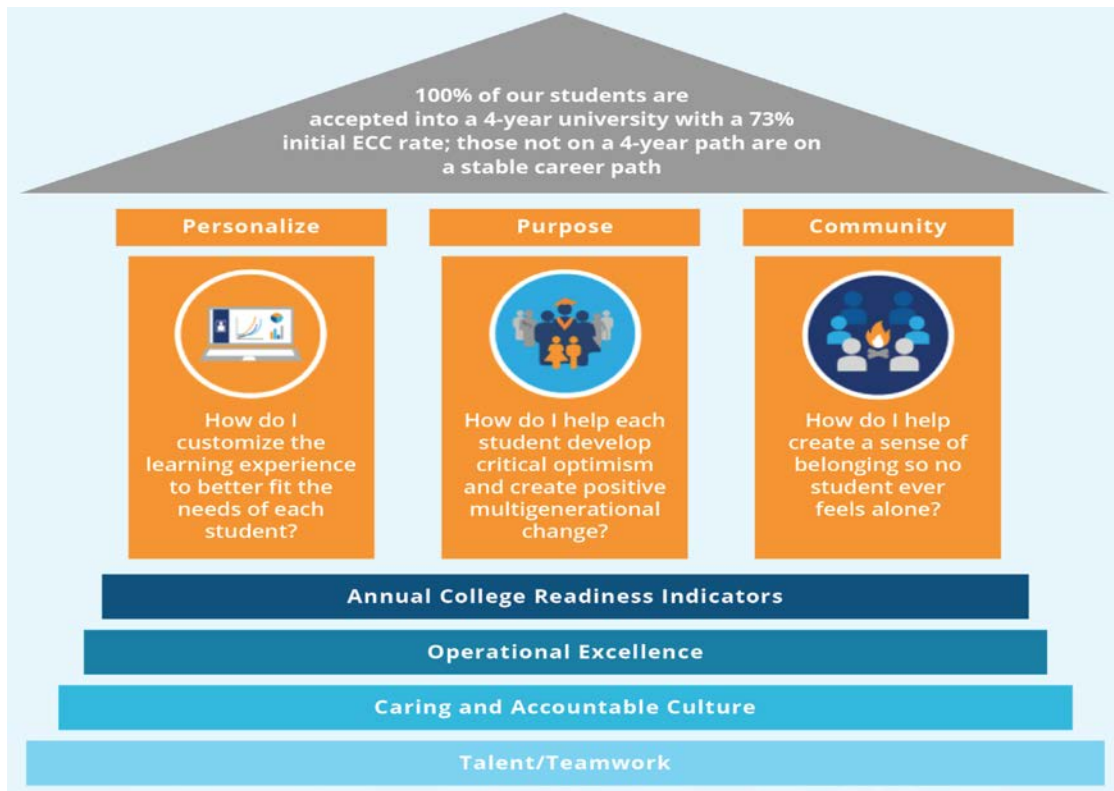 100% of our students are
accepted into a 4-year university with a 73%
initial ECC rate; those not on a 4-year path are on
a stable career path
Personalize
Purpose
Community
How do I
customize the
learning experience
to better fit the
needs of each
student?
How do I help each
student develop
critical optimism
and create positive
multigenerational
change?
How do I help
create a sense of
belonging so no
student ever
feels alone?
Annual College Readiness Indicators
Operational Excellence
Caring and Accountable Culture
Talent/Teamwork